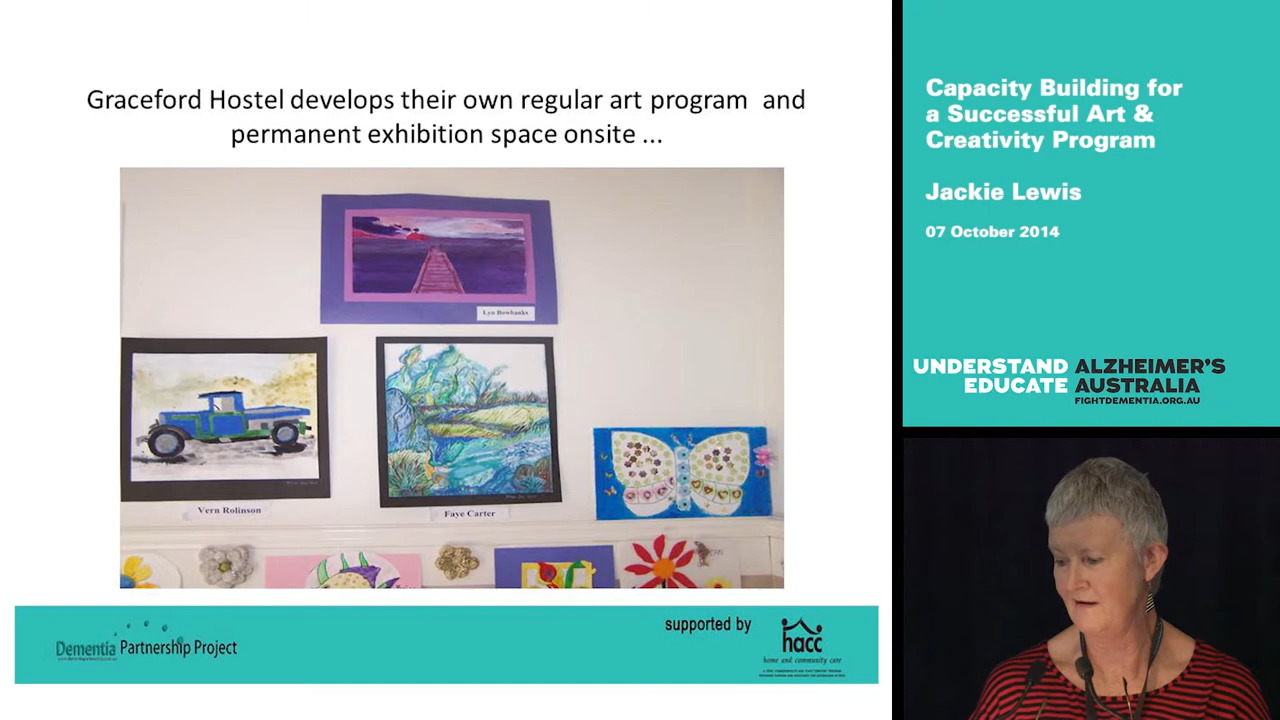 Graceford Hostel develops their own regular art program and
permanent exhibition space onsite ...
Lyn Bowbanks
Vern Rolinson
Faye Carter
Dementia Partnership Project
supported by
hacc
home and community care
Capacity Building for
a Successful Art &
Creativity Program
Jackie Lewis
07 October 2014
UNDERSTAND ALZHEIMER'S
EDUCATE AUSTRALIA
FIGHTDEMENTIA.ORG.AU